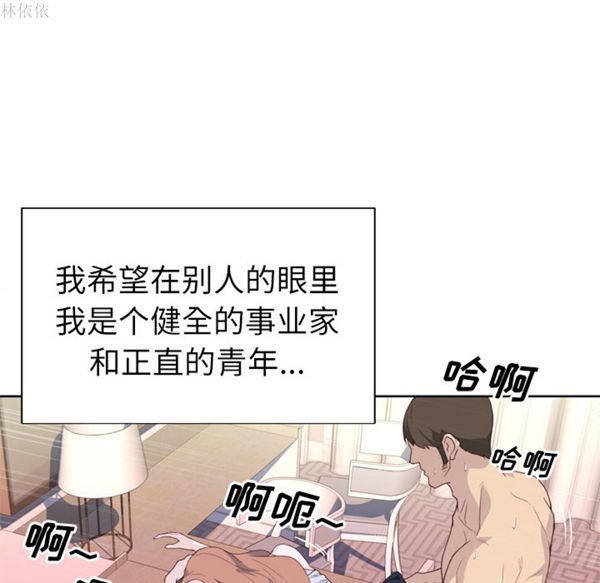 林依依
我希望在别人的眼里
我是个健全的事业家
和正直的青年...
哈啊
哈啊
啊呃~
啊~